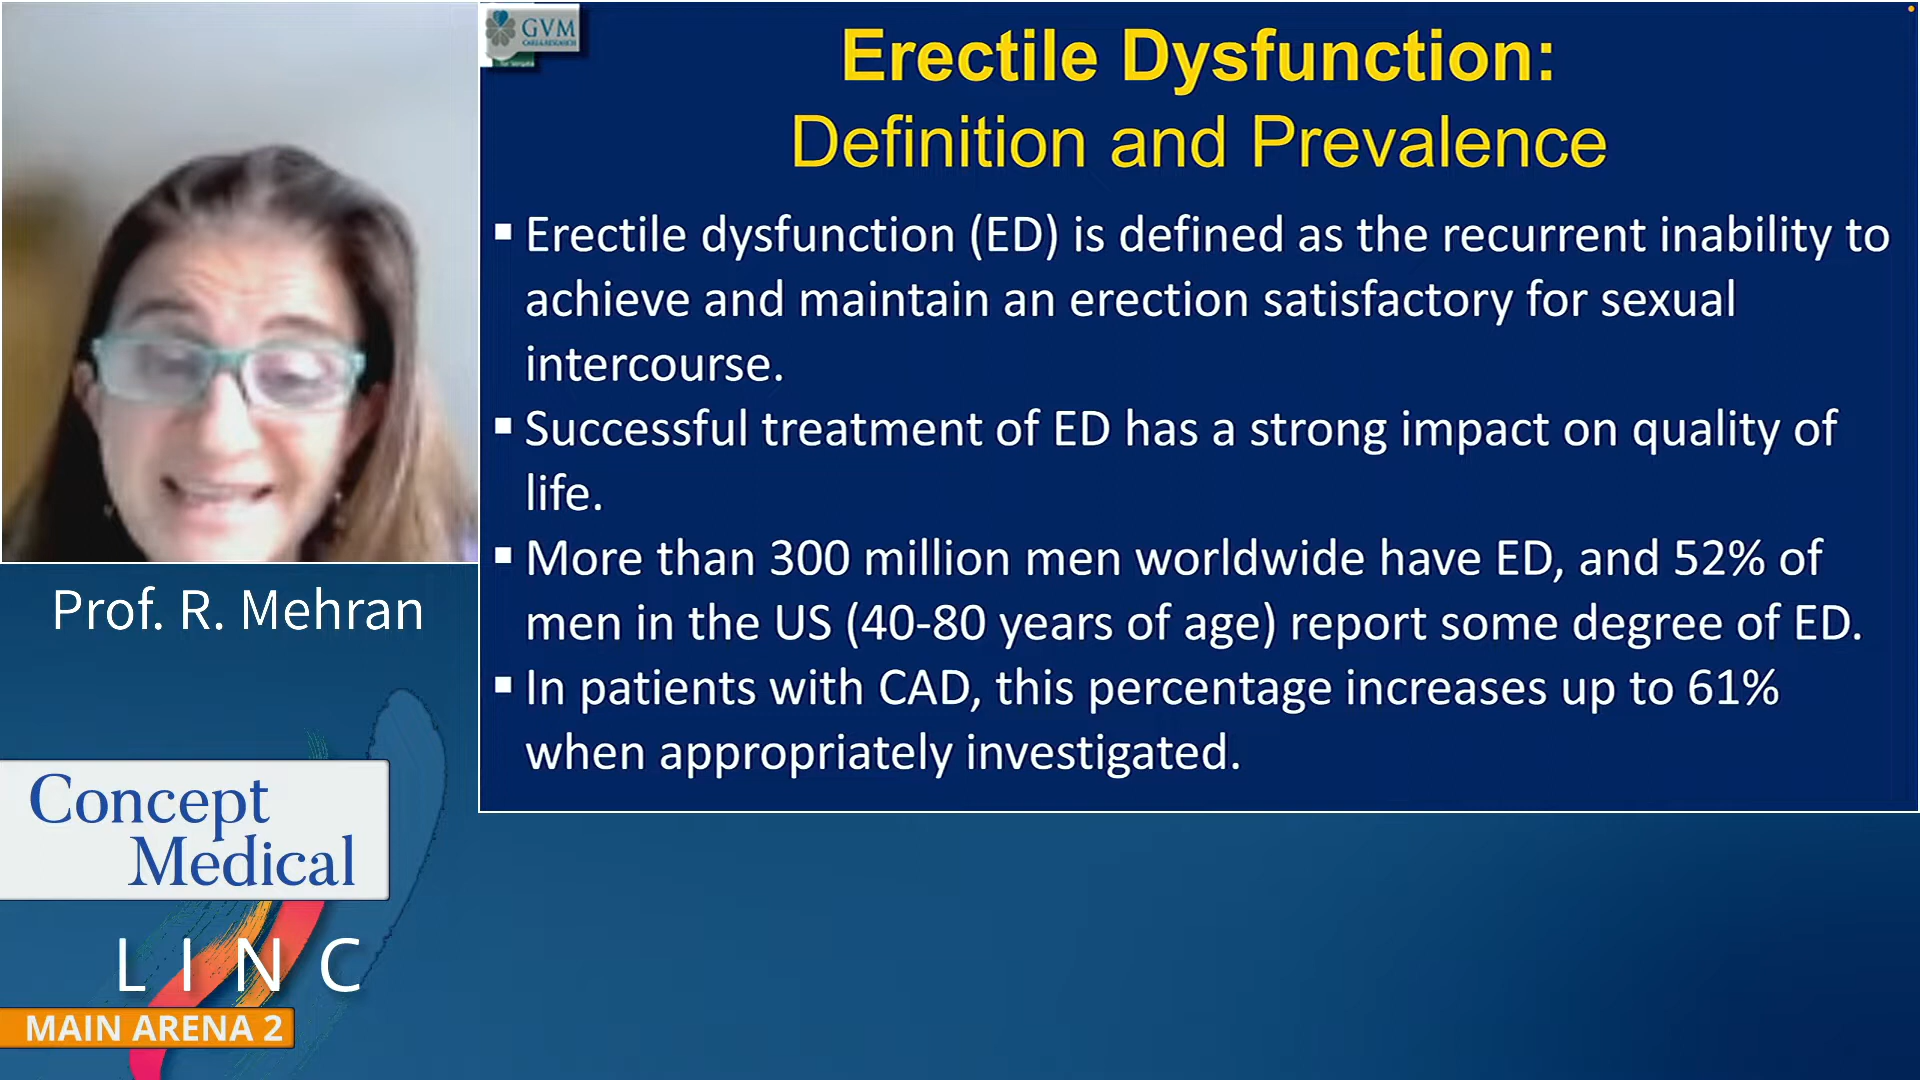 GVM
CARE & RESEARCH
Erectile Dysfunction:
Definition and Prevalence
▪ Erectile dysfunction (ED) is defined as the recurrent inability to
achieve and maintain an erection satisfactory for sexual
intercourse.
▪ Successful treatment of ED has a strong impact on quality of
life.
▪ More than 300 million men worldwide have ED, and 52% of
men in the US (40-80 years of age) report some degree of ED.
▪ In patients with CAD, this percentage increases up to 61%
when appropriately investigated.
Prof. R. Mehran
Concept
Medical
LINC
MAIN ARENA 2